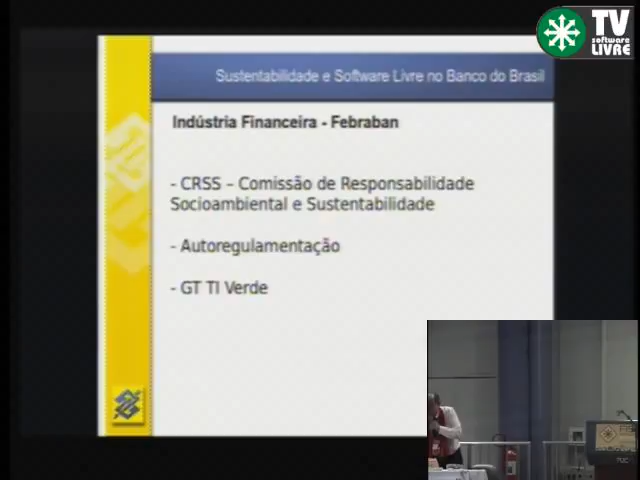 TV
software
LIVRE
Sustentabilidade e Software Livre no Banco do Brasil
Indústria Financeira - Febraban
- CRSS – Comissão de Responsabilidade
Socioambiental e Sustentabilidade
- Autoregulamentação
- GT TI Verde